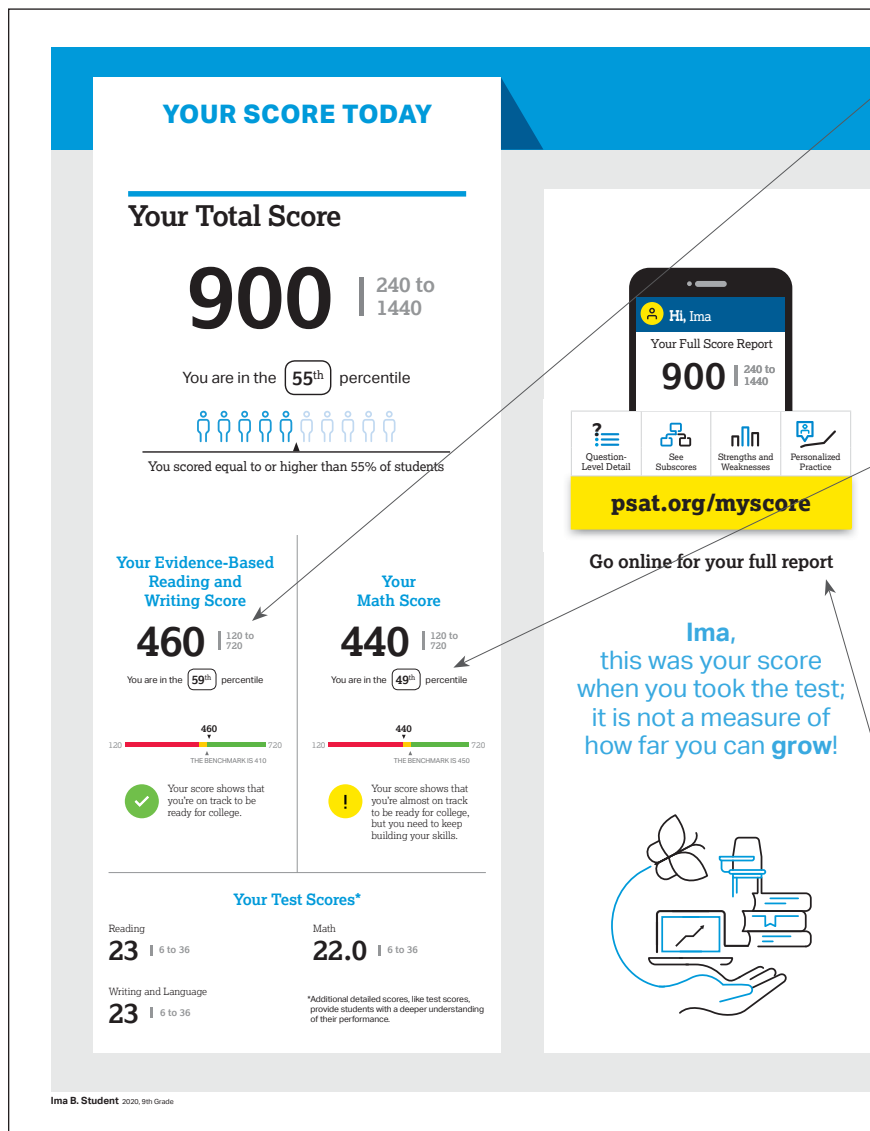 YOUR SCORE TODAY
Your Total Score
900 240 to
1440
You are in the 55th percentile
You scored equal to or higher than 55% of students
Your Evidence-Based
Reading and
Writing Score
460 120 to
720
You are in the 59th percentile
460
120 720
THE BENCHMARK IS 410
Your score shows that
you're on track to be
ready for college.
Your
Math Score
440 120 to
720
You are in the 49th percentile
440
120 720
THE BENCHMARK IS 450
!
Your score shows that
you're almost on track
to be ready for college,
but you need to keep
building your skills.
Your Test Scores*
Reading
23 6 to 36
Math
22.0 6 to 36
Writing and Language
23 6 to 36
*Additional detailed scores, like test scores,
provide students with a deeper understanding
of their performance.
Hi, Ima
Your Full Score Report
900 240 to
1440
?
Question-
Level Detail
See
Subscores
Strengths and
Weaknesses
Personalized
Practice
psat.org/myscore
Go online for your full report
Ima,
this was your score
when you took the test;
it is not a measure of
how far you can grow!
Ima B. Student 2020, 9th Grade